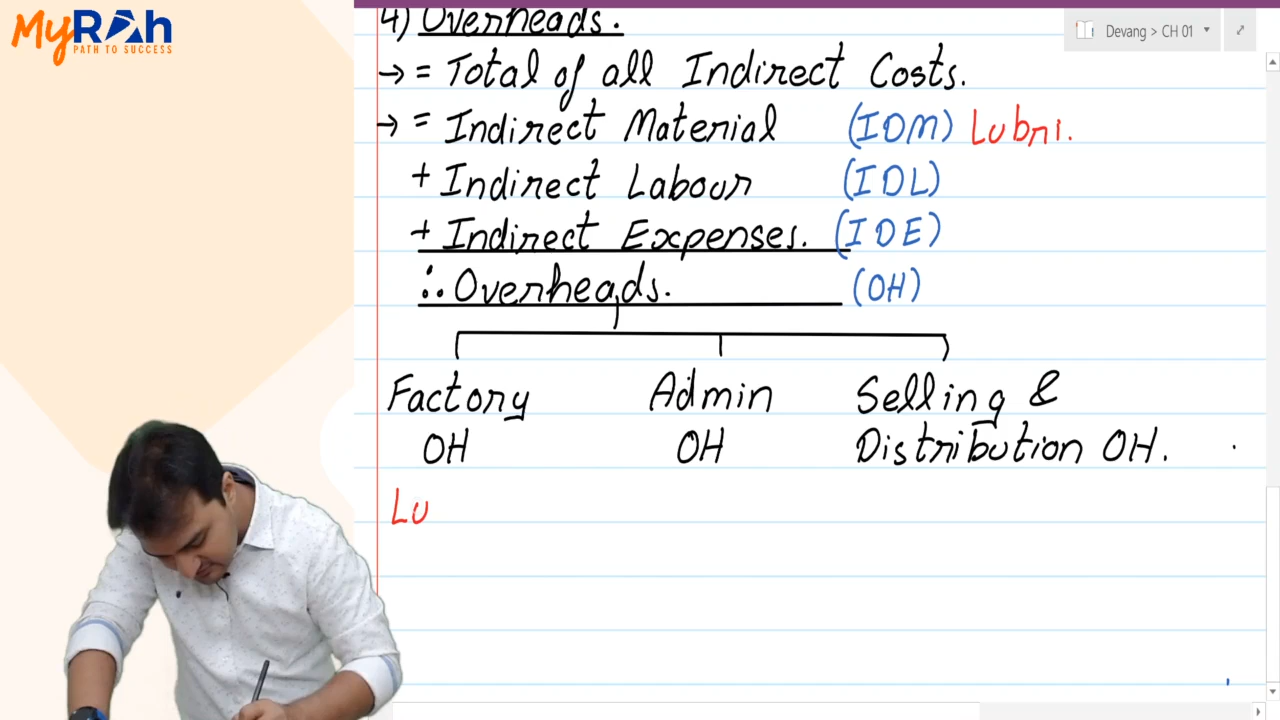 MyRAh
PATH TO SUCCESS
Devang > CH 01
4) Overheads.
→ = Total of all Indirect Costs.
→ = Indirect Material (IDM) Lubri.
+ Indirect Labour (IDL)
+ Indirect Expenses. (IDE)
∴ Overheads. (OH)
Factory Admin Selling &
OH OH Distribution OH.
Lu